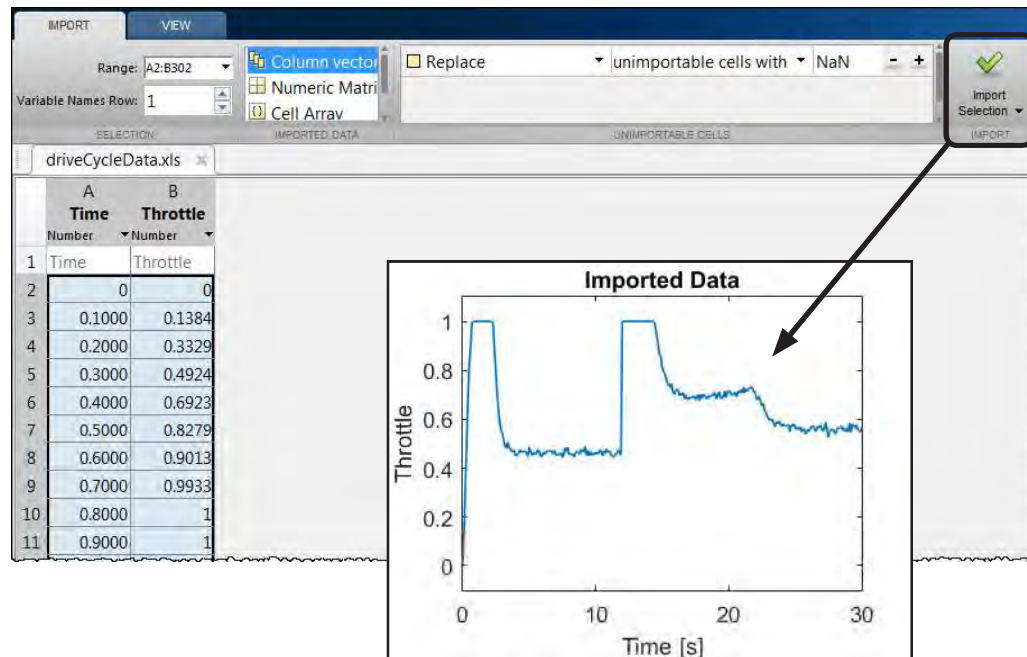 IMPORT VIEW
Range: A2:B302
Variable Names Row: 1
SELECTION
Column vector
Numeric Matri
Cell Array
IMPORTED DATA
Replace unimportable cells with NaN - +
UNIMPORTABLE CELLS
Import
Selection
IMPORT
driveCycleData.xls
A B
Time Throttle
Number Number
1 Time Throttle
2 0 0
3 0.1000 0.1384
4 0.2000 0.3329
5 0.3000 0.4924
6 0.4000 0.6923
7 0.5000 0.8279
8 0.6000 0.9013
9 0.7000 0.9933
10 0.8000 1
11 0.9000 1
Imported Data
1
0.8
0.6
0.4
0.2
0
Throttle
0 10 20 30
Time [s]